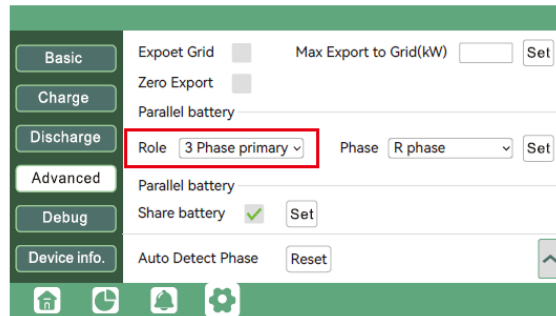 Basic
Charge
Discharge
Advanced
Debug
Device info.
Expoet Grid Max Export to Grid(kW) Set
Zero Export
Parallel battery
Role 3 Phase primary Phase R phase Set
Parallel battery
Share battery Set
Auto Detect Phase Reset